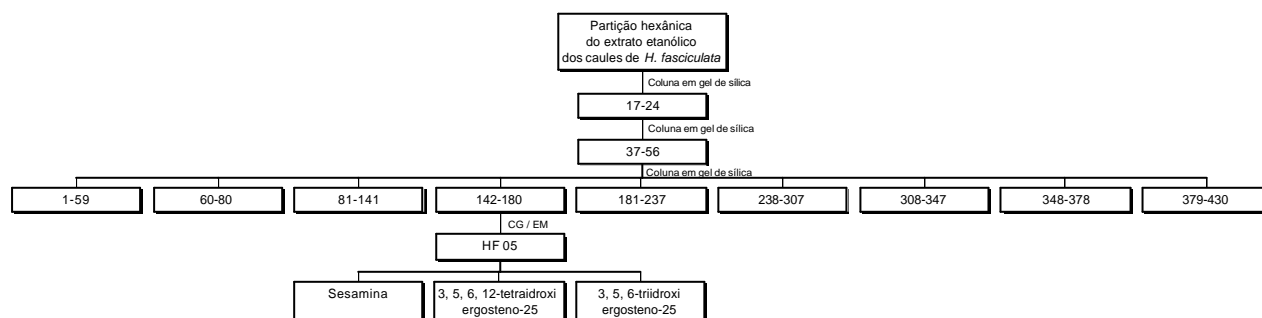 Partição hexânica
do extrato etanólico
dos caules de H. fasciculata
Coluna em gel de sílica
17-24
Coluna em gel de sílica
37-56
Coluna em gel de sílica
1-59
60-80
81-141
142-180
181-237
238-307
308-347
348-378
379-430
CG / EM
HF 05
Sesamina
3, 5, 6, 12-tetraidroxi
ergosteno-25
3, 5, 6-triidroxi
ergosteno-25